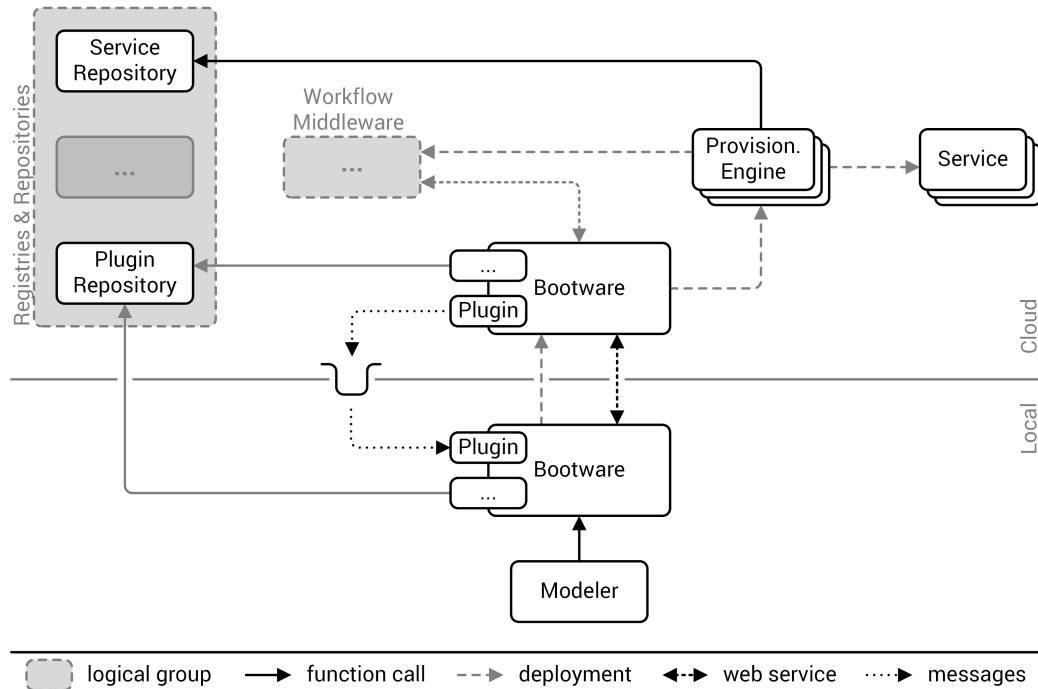 Service
Repository
Registries & Repositories
...
Plugin
Repository
Workflow
Middleware
...
Provision.
Engine
Service
...
Bootware
Plugin
Cloud
Local
Plugin
Bootware
...
Modeler
logical group
function call
deployment
web service
messages